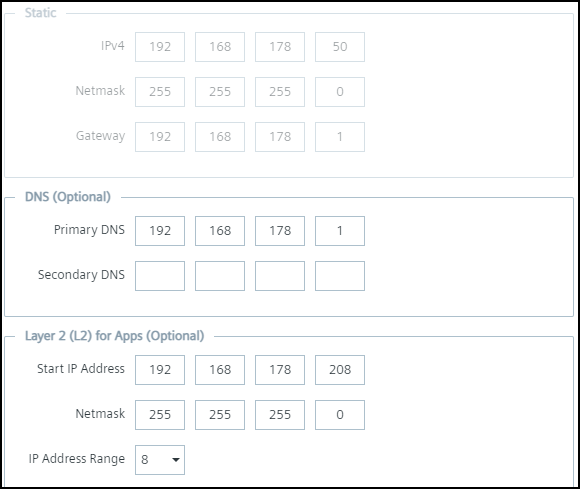 Static
IPv4 192 168 178 50
Netmask 255 255 255 0
Gateway 192 168 178 1
DNS (Optional)
Primary DNS 192 168 178 1
Secondary DNS
Layer 2 (L2) for Apps (Optional)
Start IP Address 192 168 178 208
Netmask 255 255 255 0
IP Address Range 8